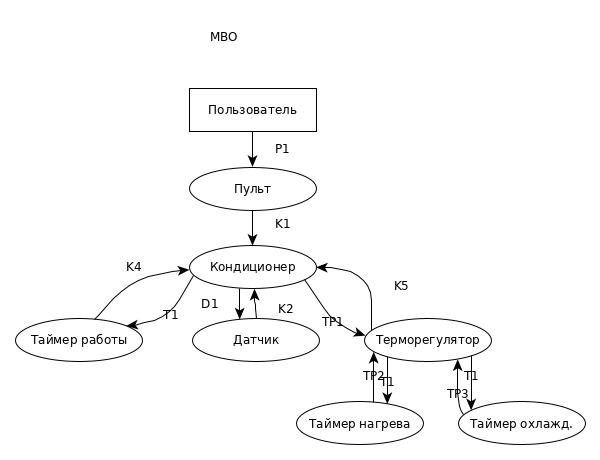 МВО
Пользователь
P1
Пульт
K1
Кондиционер
K4
T1
D1
K2
TP1
K5
Таймер работы
Датчик
Терморегулятор
TP2
T1
T1
TP3
Таймер нагрева
Таймер охлажд.